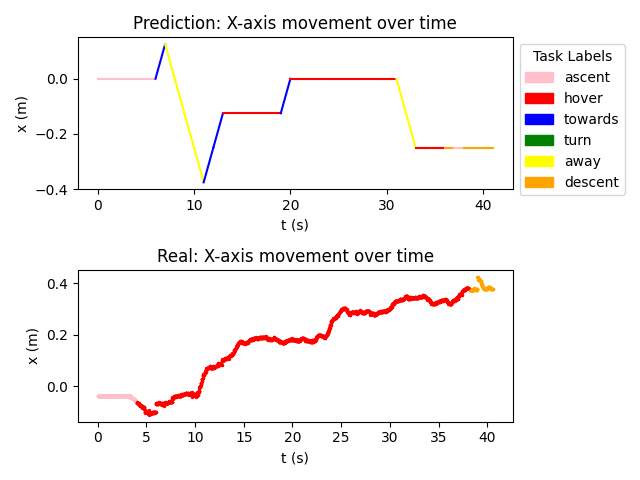 Prediction: X-axis movement over time
x (m)
0.0
−0.2
−0.4
0
10
20
30
40
t (s)
Task Labels
ascent
hover
towards
turn
away
descent
Real: X-axis movement over time
x (m)
0.4
0.2
0.0
0
5
10
15
20
25
30
35
40
t (s)